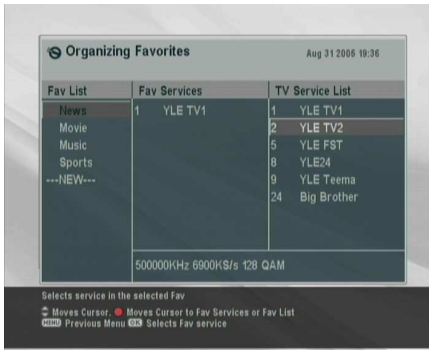 Organizing Favorites
Aug 31 2006 19:36
Fav List Fav Services TV Service List
News
Movie
Music
Sports
---NEW---
1 YLE TV1
1 YLE TV1
2 YLE TV2
5 YLE FST
8 YLE24
9 YLE Teema
24 Big Brother
500000KHz 6900KS/s 128 QAM
Selects service in the selected Fav
Moves Cursor. Moves Cursor to Fav Services or Fav List
MENU Previous Menu OK Selects Fav service